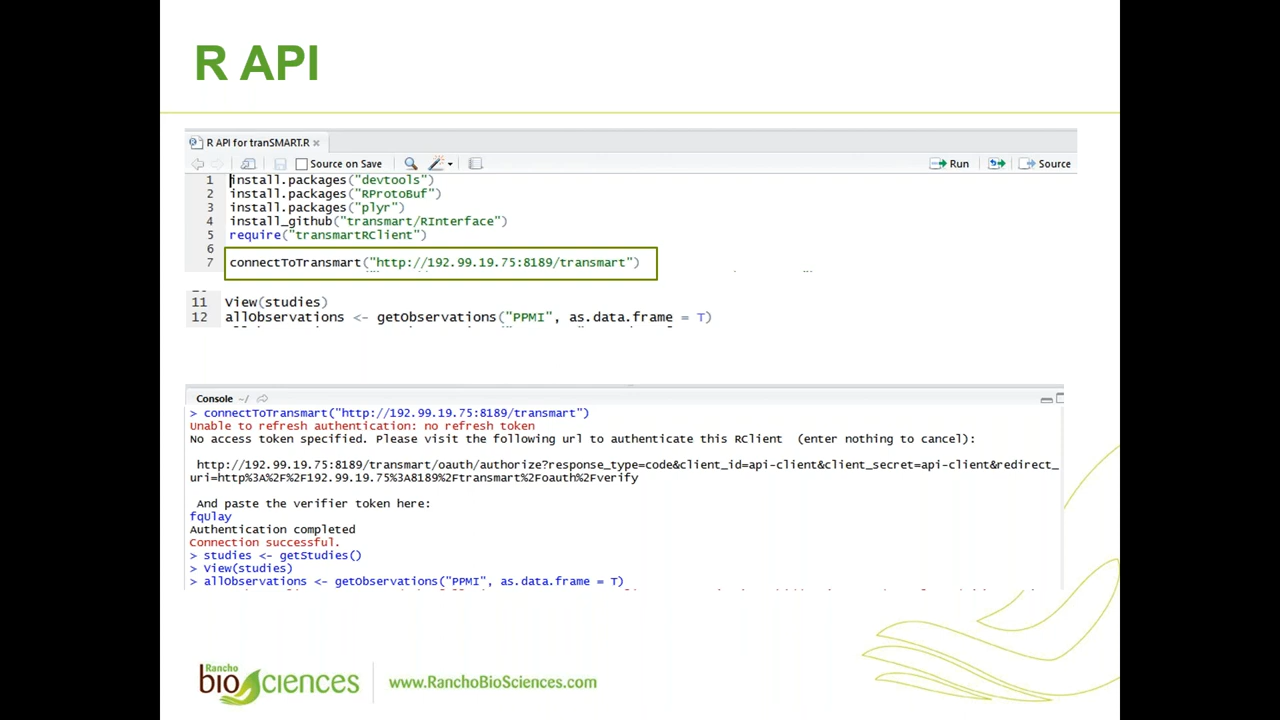 R API
R API for tranSMART.R
Source on Save
Run
Source
1 install.packages("devtools")
2 install.packages("RProtoBuf")
3 install.packages("plyr")
4 install_github("transmart/RInterface")
5 require("transmartRClient")
6
7 connectToTransmart("http://192.99.19.75:8189/transmart")
11 View(studies)
12 allObservations <- getObservations("PPMI", as.data.frame = T)
Console ~/
> connectToTransmart("http://192.99.19.75:8189/transmart")
Unable to refresh authentication: no refresh token
No access token specified. Please visit the following url to authenticate this RClient (enter nothing to cancel):
http://192.99.19.75:8189/transmart/oauth/authorize?response_type=code&client_id=api-client&client_secret=api-client&redirect_
uri=http%3A%2F%2F192.99.19.75%3A8189%2Ftransmart%2Foauth%2Fverify
And paste the verifier token here:
fqUlay
Authentication completed
Connection successful.
> studies <- getStudies()
> View(studies)
> allObservations <- getObservations("PPMI", as.data.frame = T)
Rancho
bioSciences
www.RanchoBioSciences.com